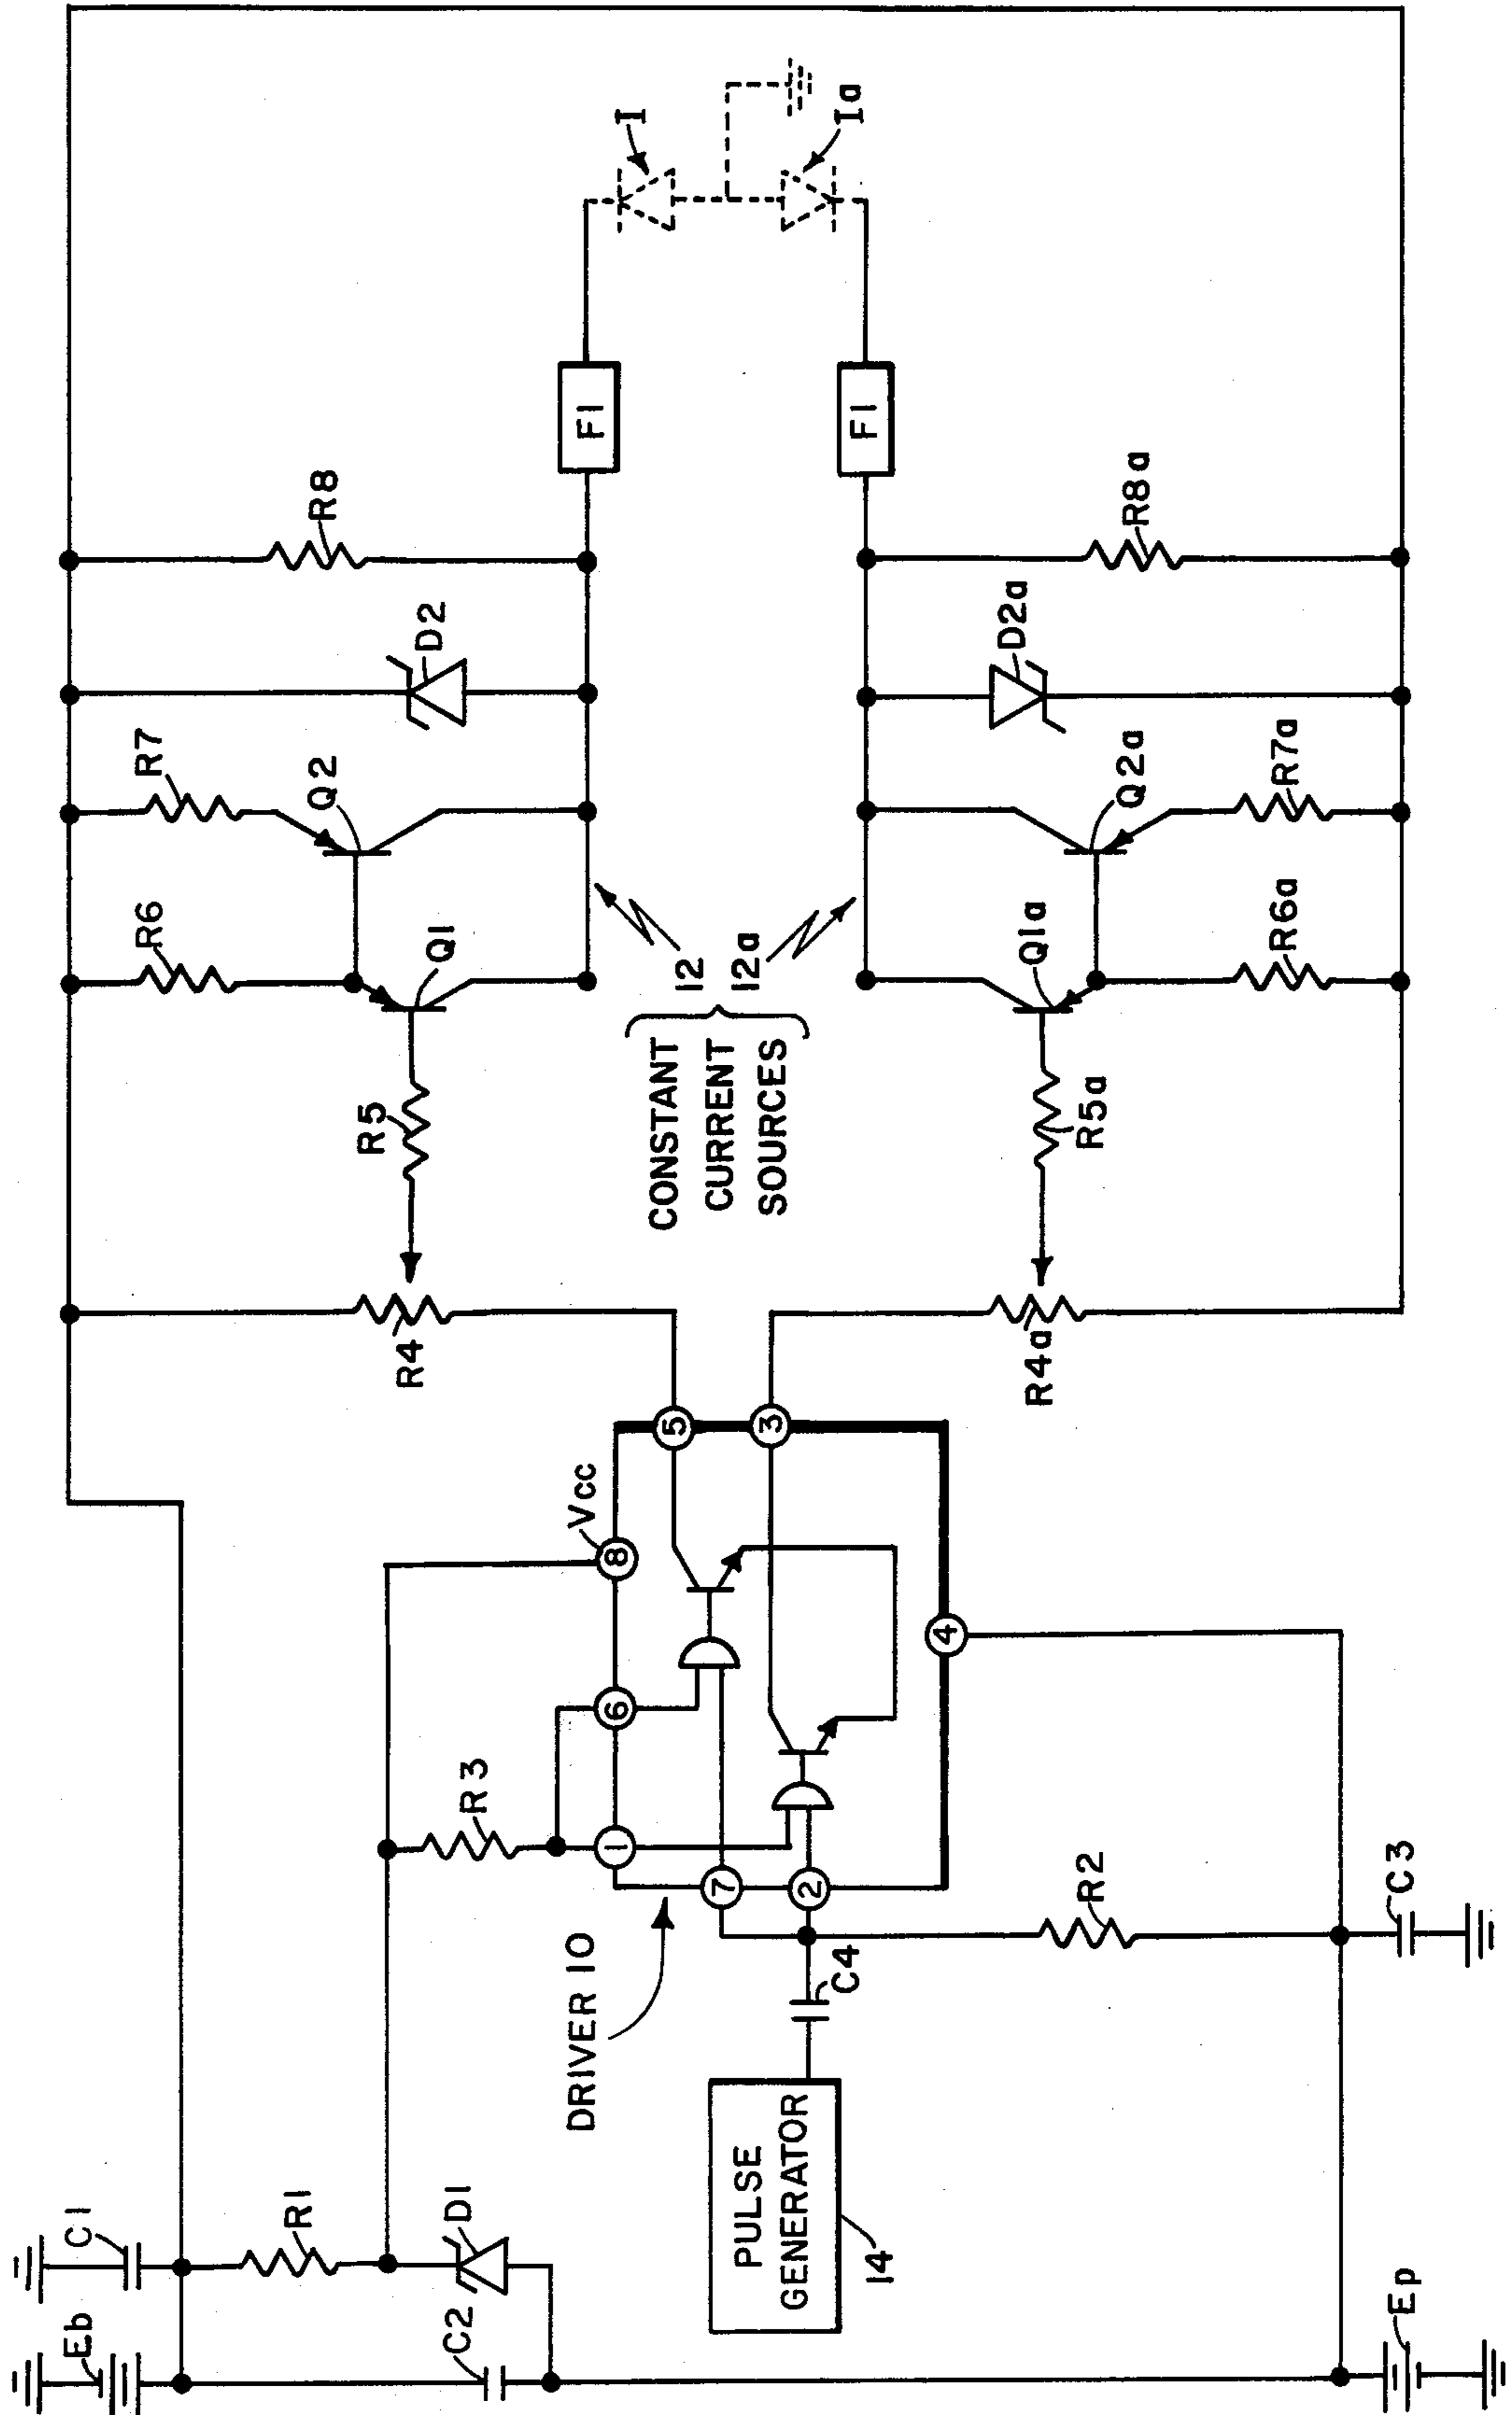 Eb
C1
R1
C2
D1
PULSE
GENERATOR
14
C4
DRIVER 10
R2
C3
Ep
R3
1
6
8
Vcc
7
2
5
3
4
R4
R4a
R5
R5a
CONSTANT
CURRENT
SOURCES
12
12a
R6
Q1
R7
Q2
D2
R8
F1
I
Q1a
R6a
Q2a
R7a
D2a
R8a
F1
Ia